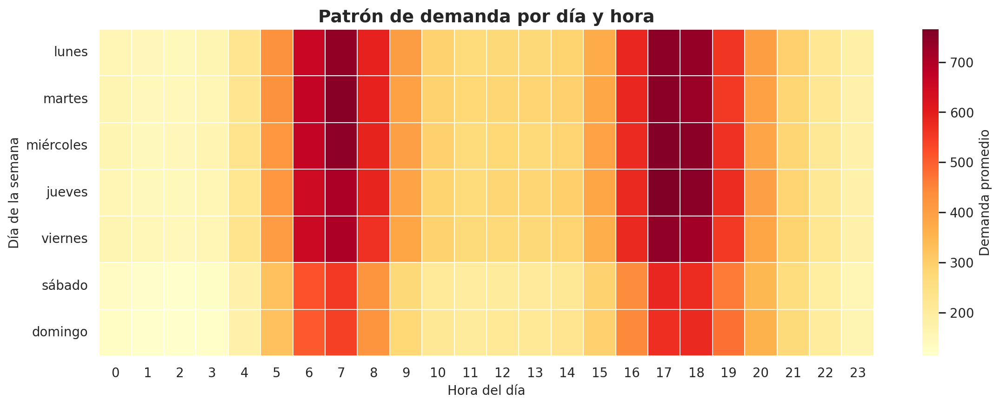 Patrón de demanda por día y hora
Día de la semana
lunes
martes
miércoles
jueves
viernes
sábado
domingo
0 1 2 3 4 5 6 7 8 9 10 11 12 13 14 15 16 17 18 19 20 21 22 23
Hora del día
700
600
500
400
300
200
Demanda promedio